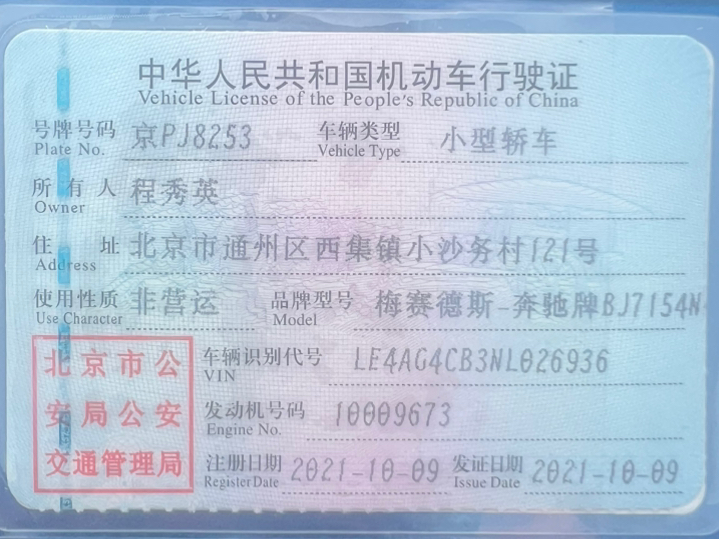 中华人民共和国机动车行驶证
Vehicle License of the People's Republic of China
号牌号码 京PJ8253 车辆类型 小型轿车
Plate No. Vehicle Type
所有人 程秀英
Owner
住址 北京市通州区西集镇小沙务村121号
Address
使用性质 非营运 品牌型号 梅赛德斯-奔驰牌BJ7154N
Use Character Model
北京市公安局公安交通管理局
车辆识别代号 LE4AG4CB3NL026936
VIN
发动机号码 10009673
Engine No.
注册日期 2021-10-09 发证日期 2021-10-09
Register Date Issue Date